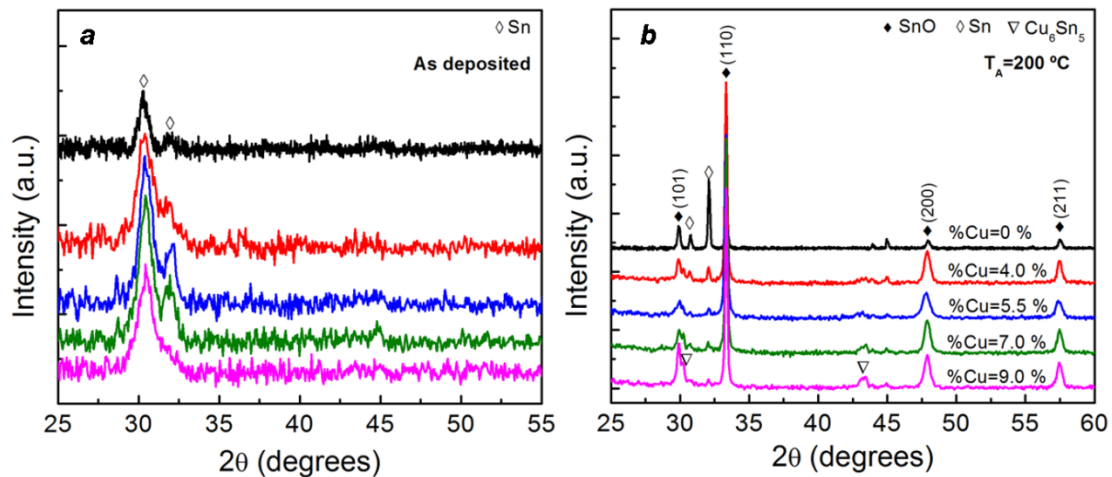 a
◊ Sn
As deposited
Intensity (a.u.)
25 30 35 40 45 50 55
2θ (degrees)
b
♦ SnO ◊ Sn ▽ Cu₆Sn₅
T_A=200 ºC
(101)
(110)
(200)
(211)
%Cu=0 %
%Cu=4.0 %
%Cu=5.5 %
%Cu=7.0 %
%Cu=9.0 %
Intensity (a.u.)
25 30 35 40 45 50 55 60
2θ (degrees)